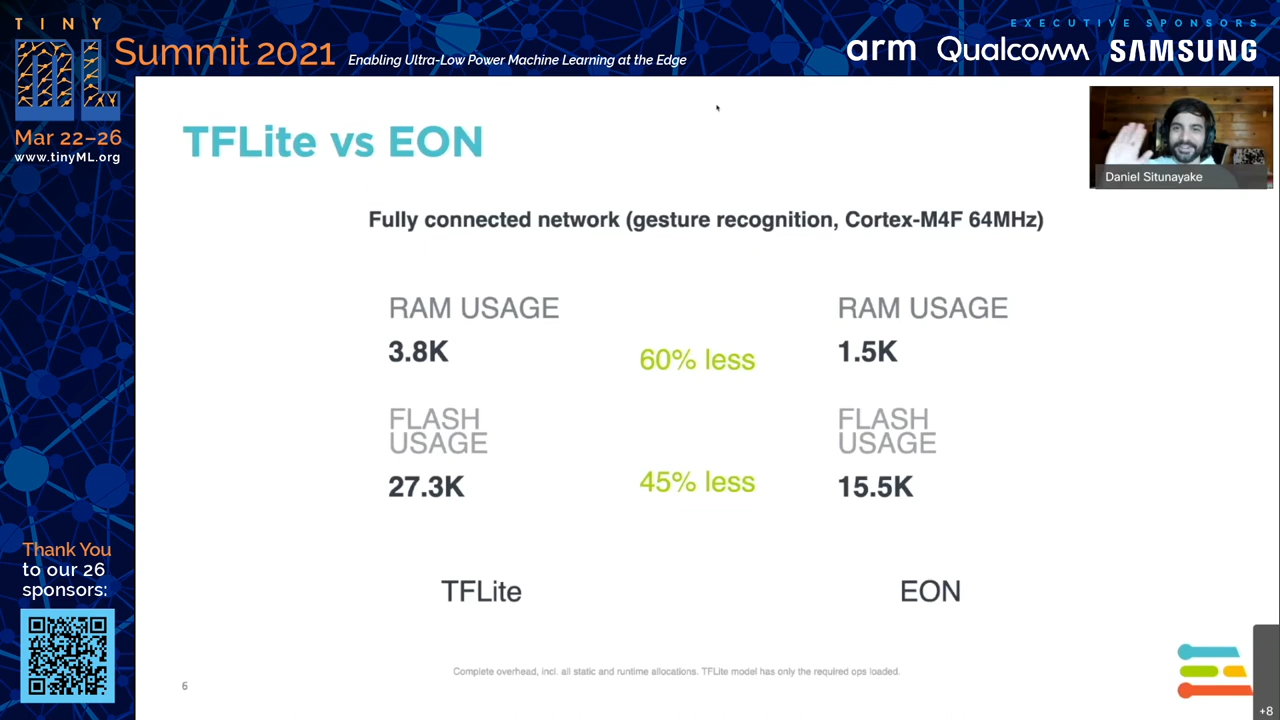 TINY
ML
Summit 2021
Enabling Ultra-Low Power Machine Learning at the Edge
EXECUTIVE SPONSORS
arm Qualcomm SAMSUNG
Mar 22–26
www.tinyML.org
TFLite vs EON
Daniel Situnayake
Fully connected network (gesture recognition, Cortex-M4F 64MHz)
RAM USAGE
3.8K
60% less
RAM USAGE
1.5K
FLASH
USAGE
27.3K
45% less
FLASH
USAGE
15.5K
TFLite
EON
Thank You
to our 26
sponsors:
Complete overhead, incl. all static and runtime allocations. TFLite model has only the required ops loaded.
6
+8